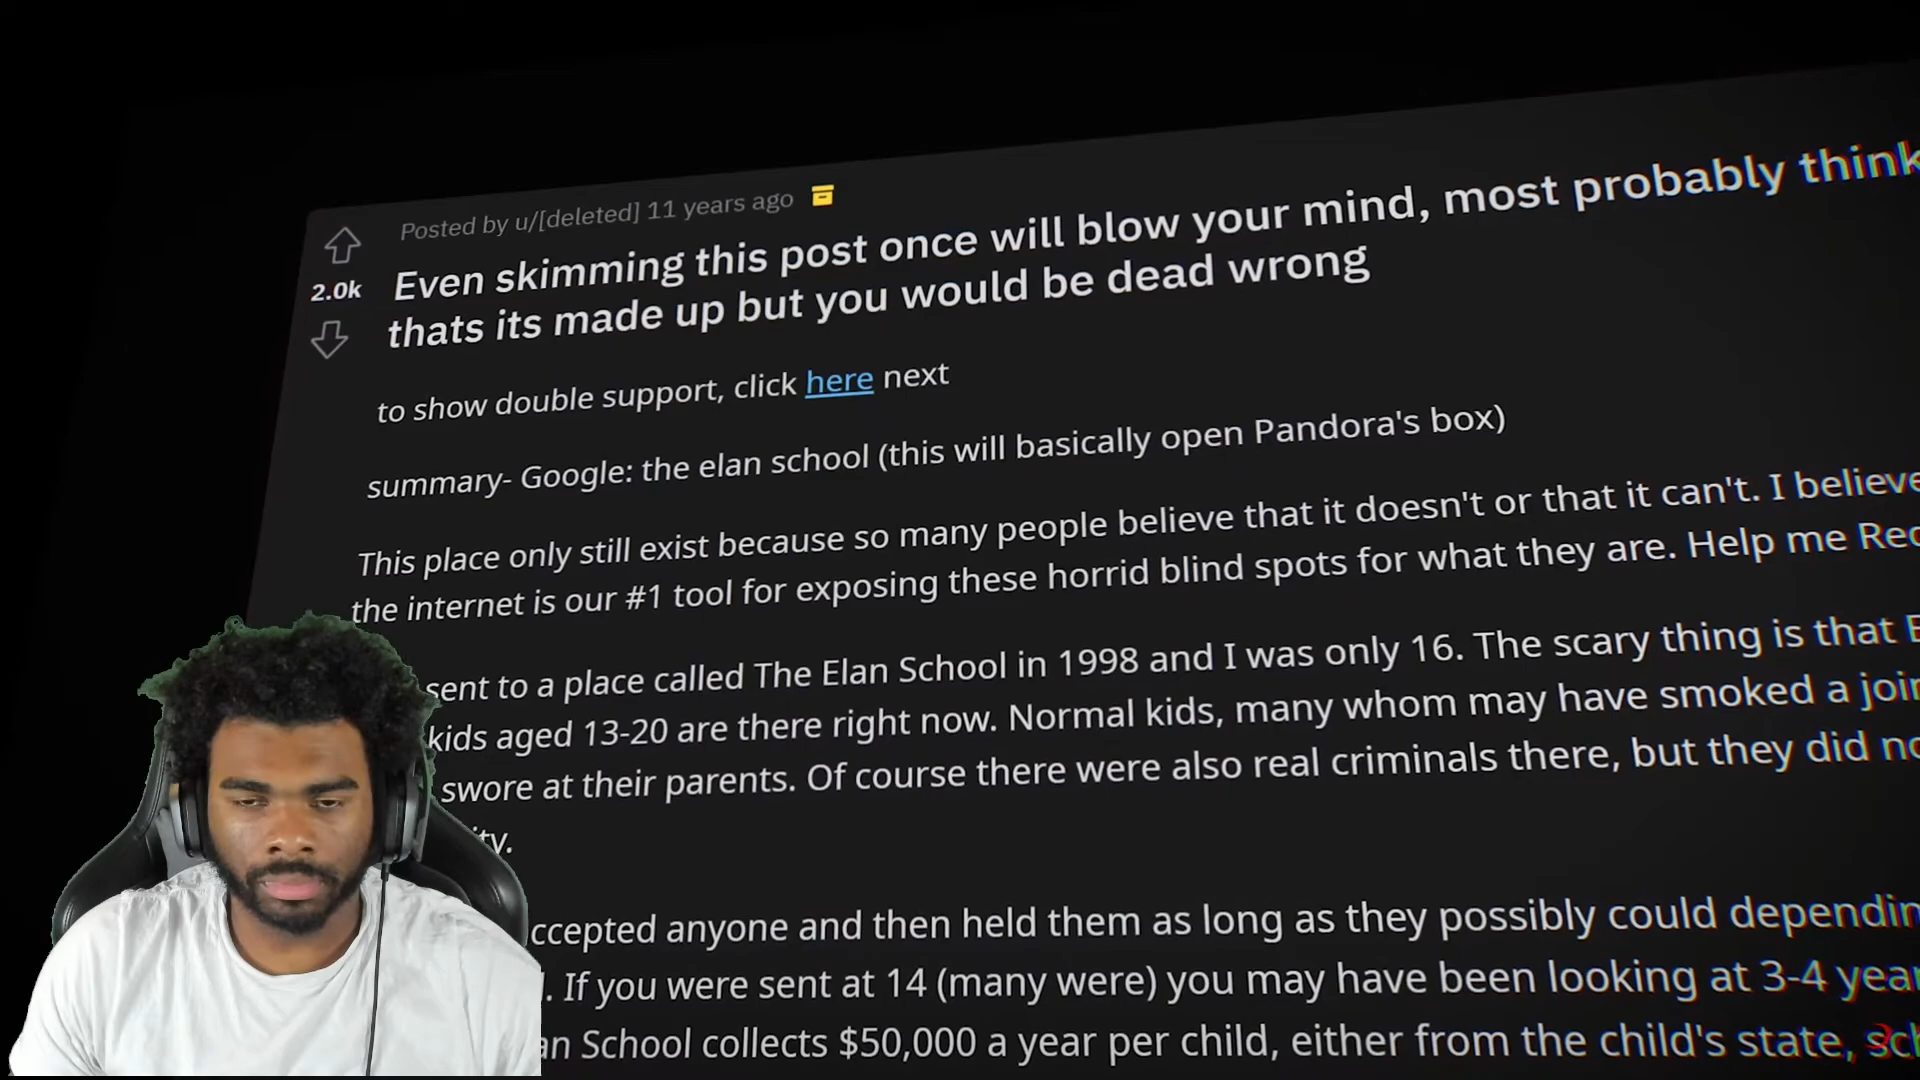 Posted by u/[deleted] 11 years ago
Even skimming this post once will blow your mind, most probably think
2.0k
thats its made up but you would be dead wrong
to show double support, click here next
summary- Google: the elan school (this will basically open Pandora's box)
This place only still exist because so many people believe that it doesn't or that it can't. I believe
the internet is our #1 tool for exposing these horrid blind spots for what they are. Help me
sent to a place called The Elan School in 1998 and I was only 16. The scary thing is that
kids aged 13-20 are there right now. Normal kids, many whom may have smoked a
swore at their parents. Of course there were also real criminals there, but they did
accepted anyone and then held them as long as they possibly could
If you were sent at 14 (many were) you may have been looking at 3-4
School collects $50,000 a year per child, either from the child's state,